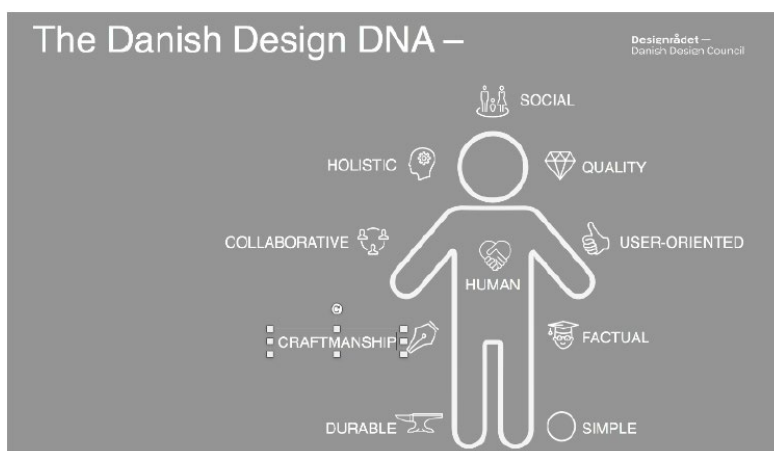 The Danish Design DNA –
Designrådet —
Danish Design Council
SOCIAL
HOLISTIC
QUALITY
COLLABORATIVE
USER-ORIENTED
HUMAN
CRAFTMANSHIP
FACTUAL
DURABLE
SIMPLE